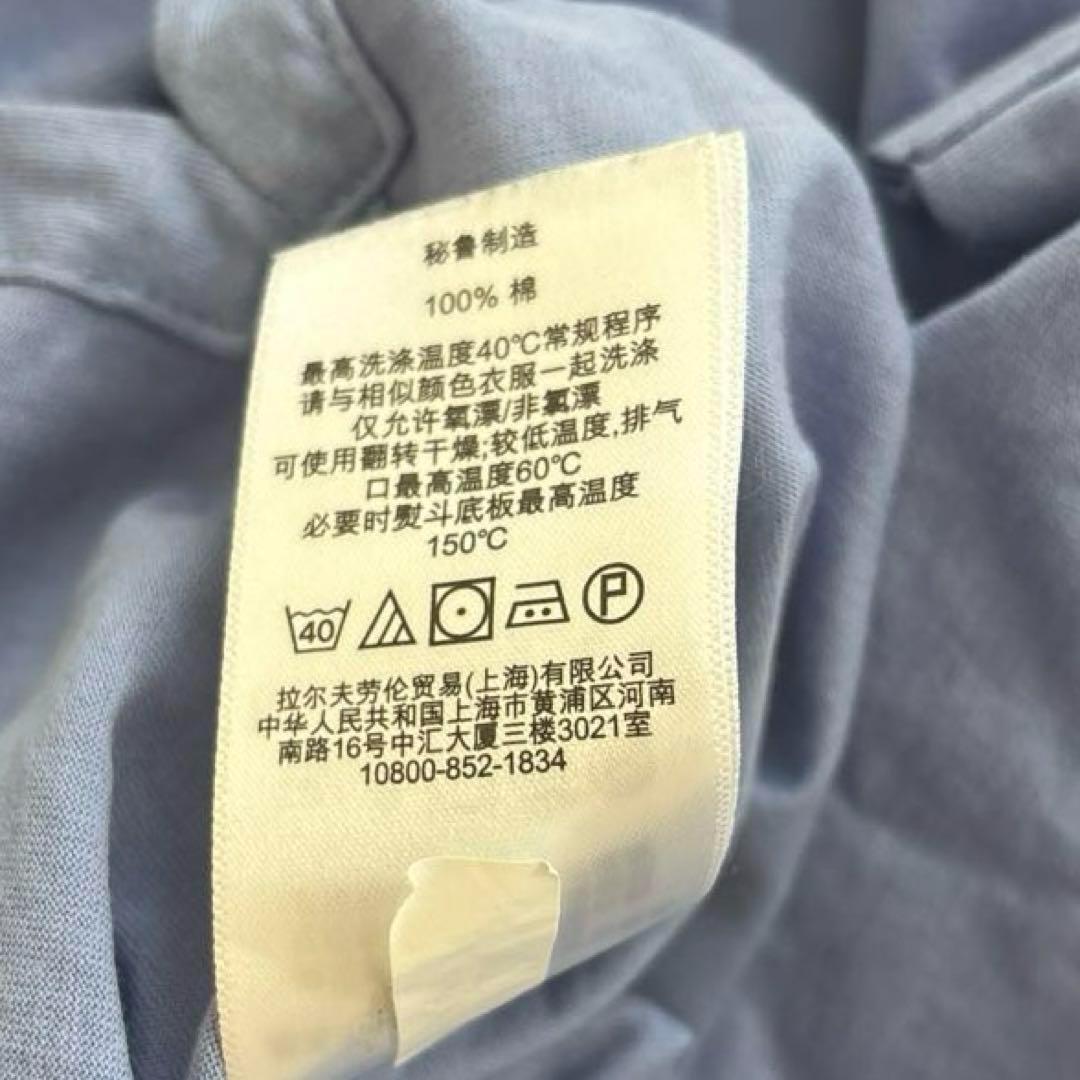 秘鲁制造
100% 棉
最高洗涤温度40℃常规程序
请与相似颜色衣服一起洗涤
仅允许氧漂/非氯漂
可使用翻转干燥;较低温度,排气
口最高温度60℃
必要时熨斗底板最高温度
150℃
40
P
拉尔夫劳伦贸易(上海)有限公司
中华人民共和国上海市黄浦区河南
南路16号中汇大厦三楼3021室
10800-852-1834